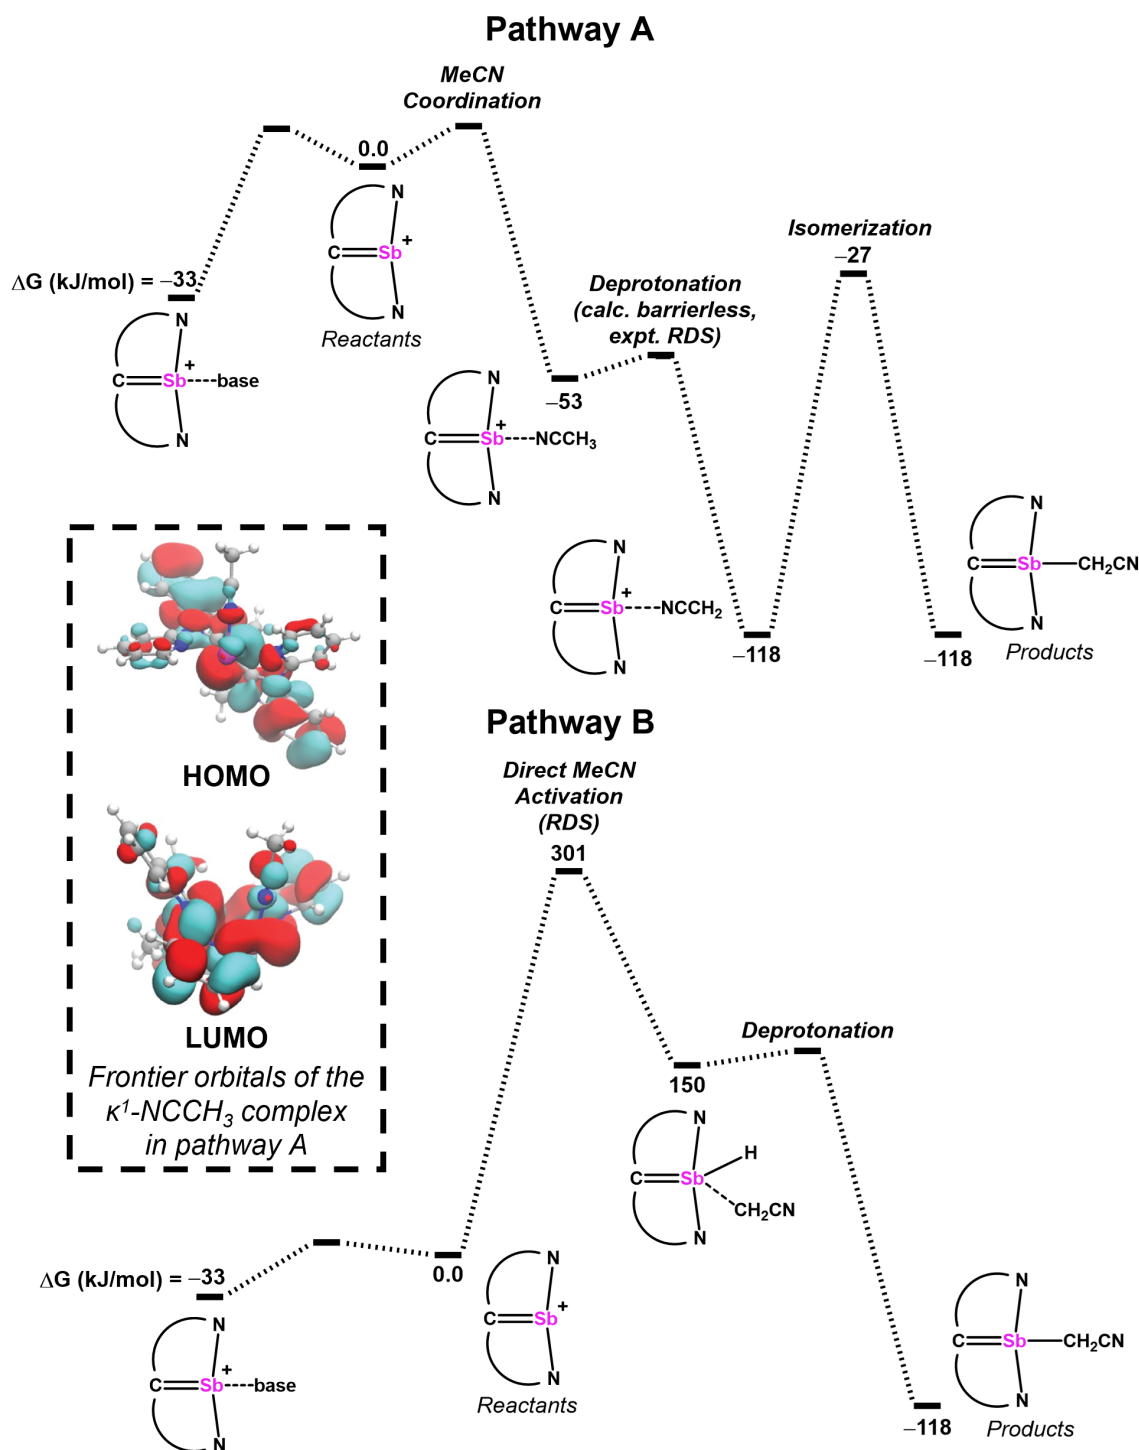 Pathway A
MeCN
Coordination
0.0
N
C
Sb
+
N
Reactants
ΔG (kJ/mol) = −33
N
C
Sb
+
base
N
Isomerization
−27
Deprotonation
(calc. barrierless,
expt. RDS)
−53
N
C
Sb
+
NCCH₃
N
N
C
Sb
+
NCCH₂
N
−118
N
C
Sb
CH₂CN
N
−118
Products
HOMO
LUMO
Frontier orbitals of the
κ¹-NCCH₃ complex
in pathway A
Pathway B
Direct MeCN
Activation
(RDS)
301
Deprotonation
150
N
H
C
Sb
CH₂CN
N
ΔG (kJ/mol) = −33
N
C
Sb
+
base
N
0.0
N
C
Sb
+
N
Reactants
N
C
Sb
CH₂CN
N
−118
Products